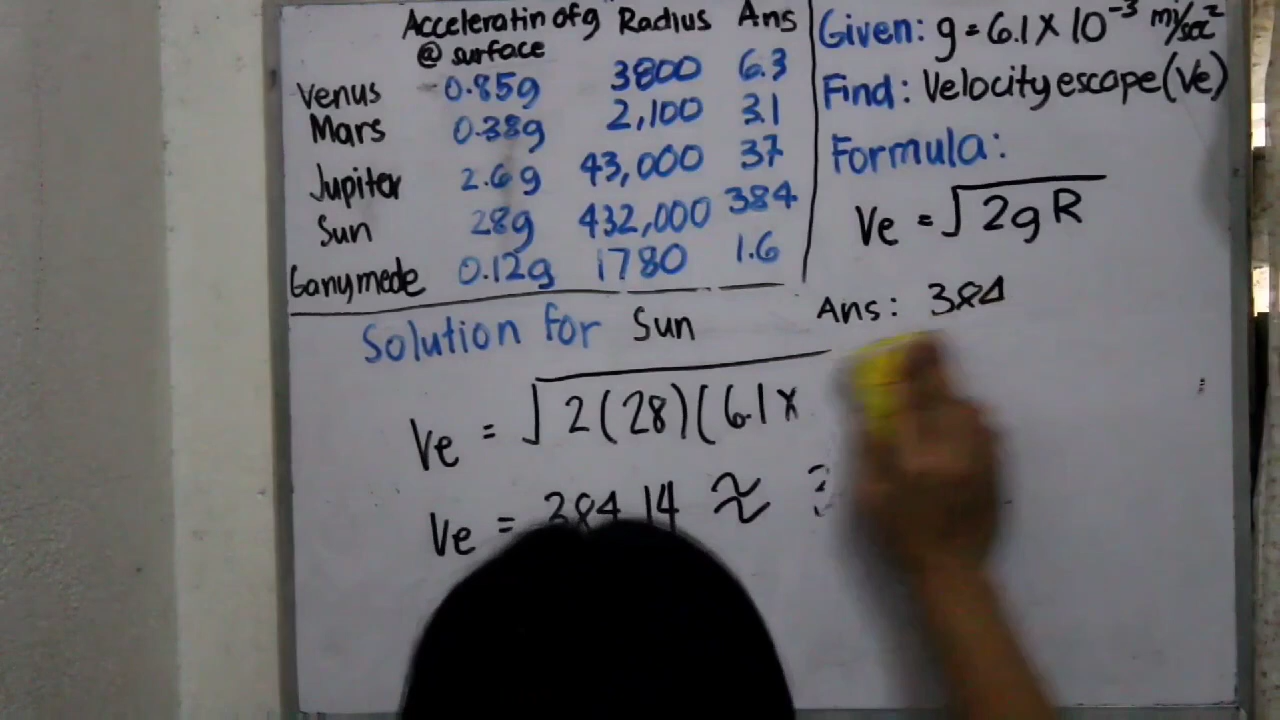 Acceleratin of g Radius Ans
@ surface
Venus 0.85g 3800 6.3
Mars 0.38g 2,100 3.1
Jupiter 2.6g 43,000 37
Sun 28g 432,000 384
Ganymede 0.12g 1780 1.6
Given: g = 6.1 X 10⁻³ mi/sec²
Find: Velocity escape (Ve)
Formula:
Ve = √2gR
Ans: 384
Solution for Sun
Ve = √2(28)(6.1x
Ve = 384.14 ≈